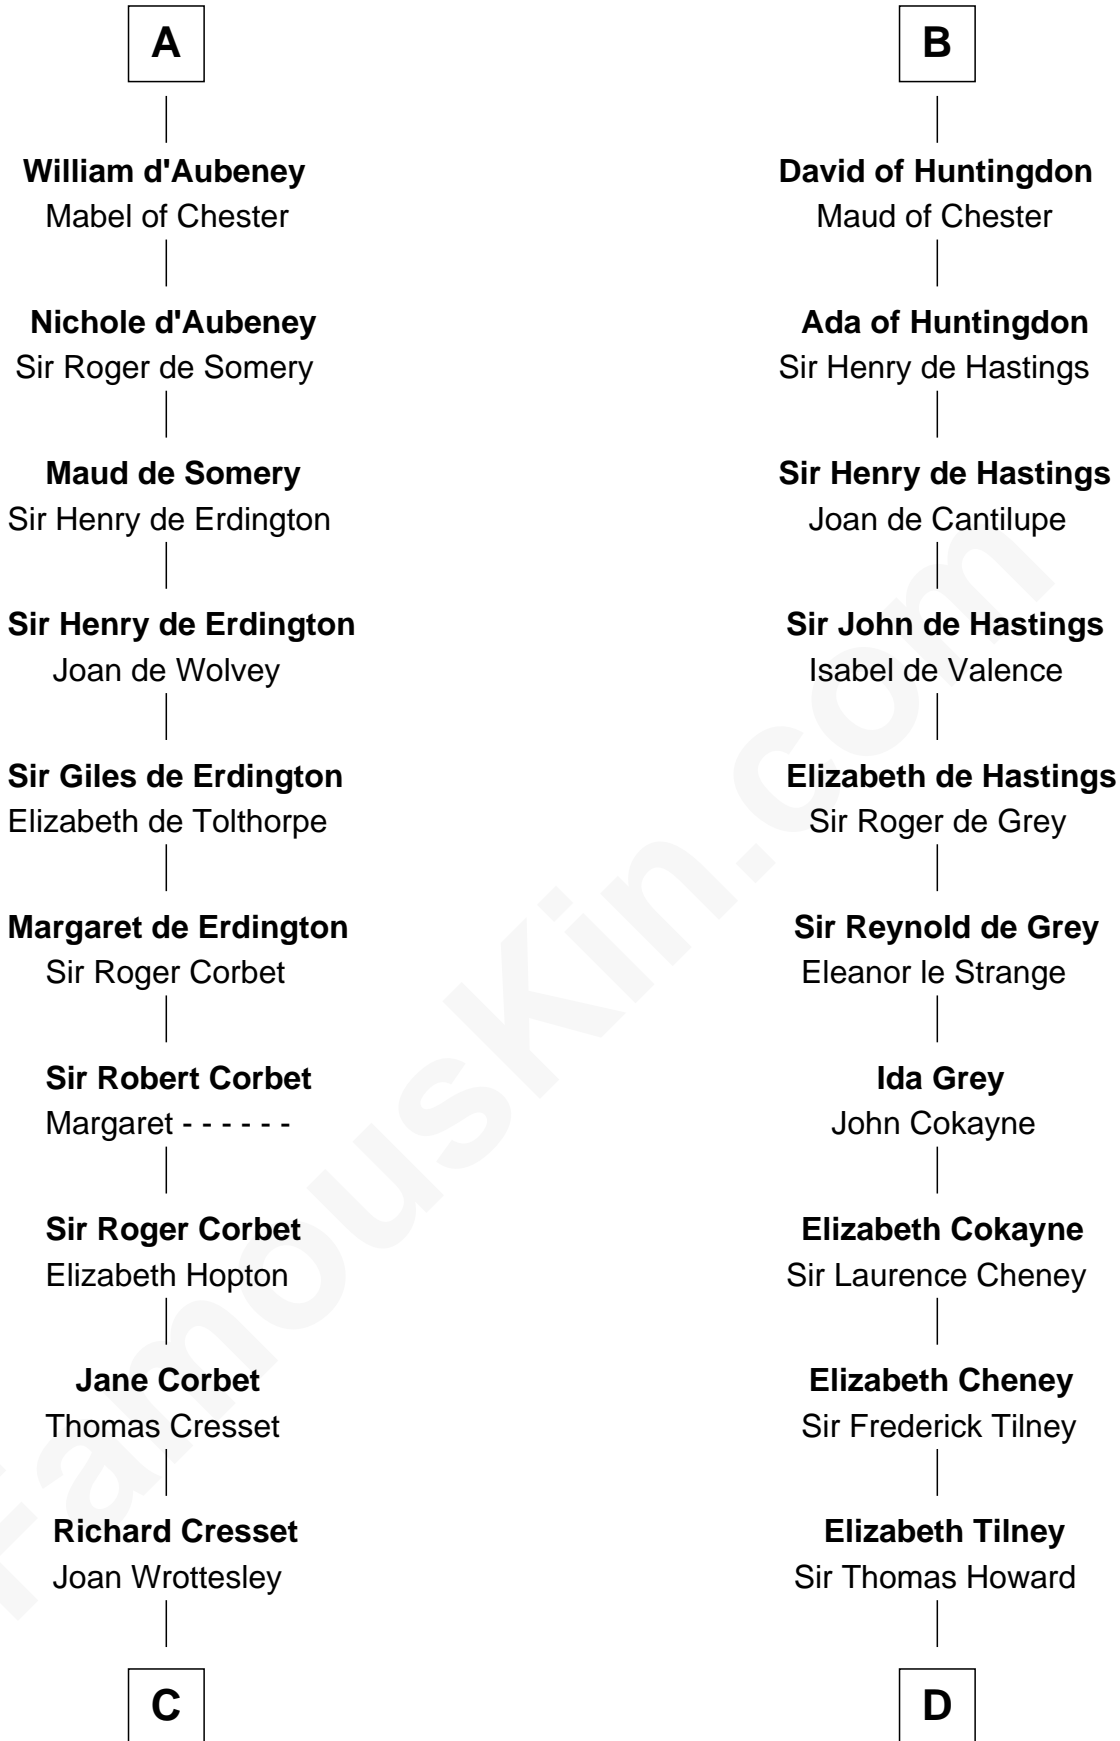 A
William d'Aubeney
Mabel of Chester
Nichole d'Aubeney
Sir Roger de Somery
Maud de Somery
Sir Henry de Erdington
Sir Henry de Erdington
Joan de Wolvey
Sir Giles de Erdington
Elizabeth de Tolthorpe
Margaret de Erdington
Sir Roger Corbet
Sir Robert Corbet
Margaret - - - - - -
Sir Roger Corbet
Elizabeth Hopton
Jane Corbet
Thomas Cresset
Richard Cresset
Joan Wrottesley
C
B
David of Huntingdon
Maud of Chester
Ada of Huntingdon
Sir Henry de Hastings
Sir Henry de Hastings
Joan de Cantilupe
Sir John de Hastings
Isabel de Valence
Elizabeth de Hastings
Sir Roger de Grey
Sir Reynold de Grey
Eleanor le Strange
Ida Grey
John Cokayne
Elizabeth Cokayne
Sir Laurence Cheney
Elizabeth Cheney
Sir Frederick Tilney
Elizabeth Tilney
Sir Thomas Howard
D
FamousKin.com